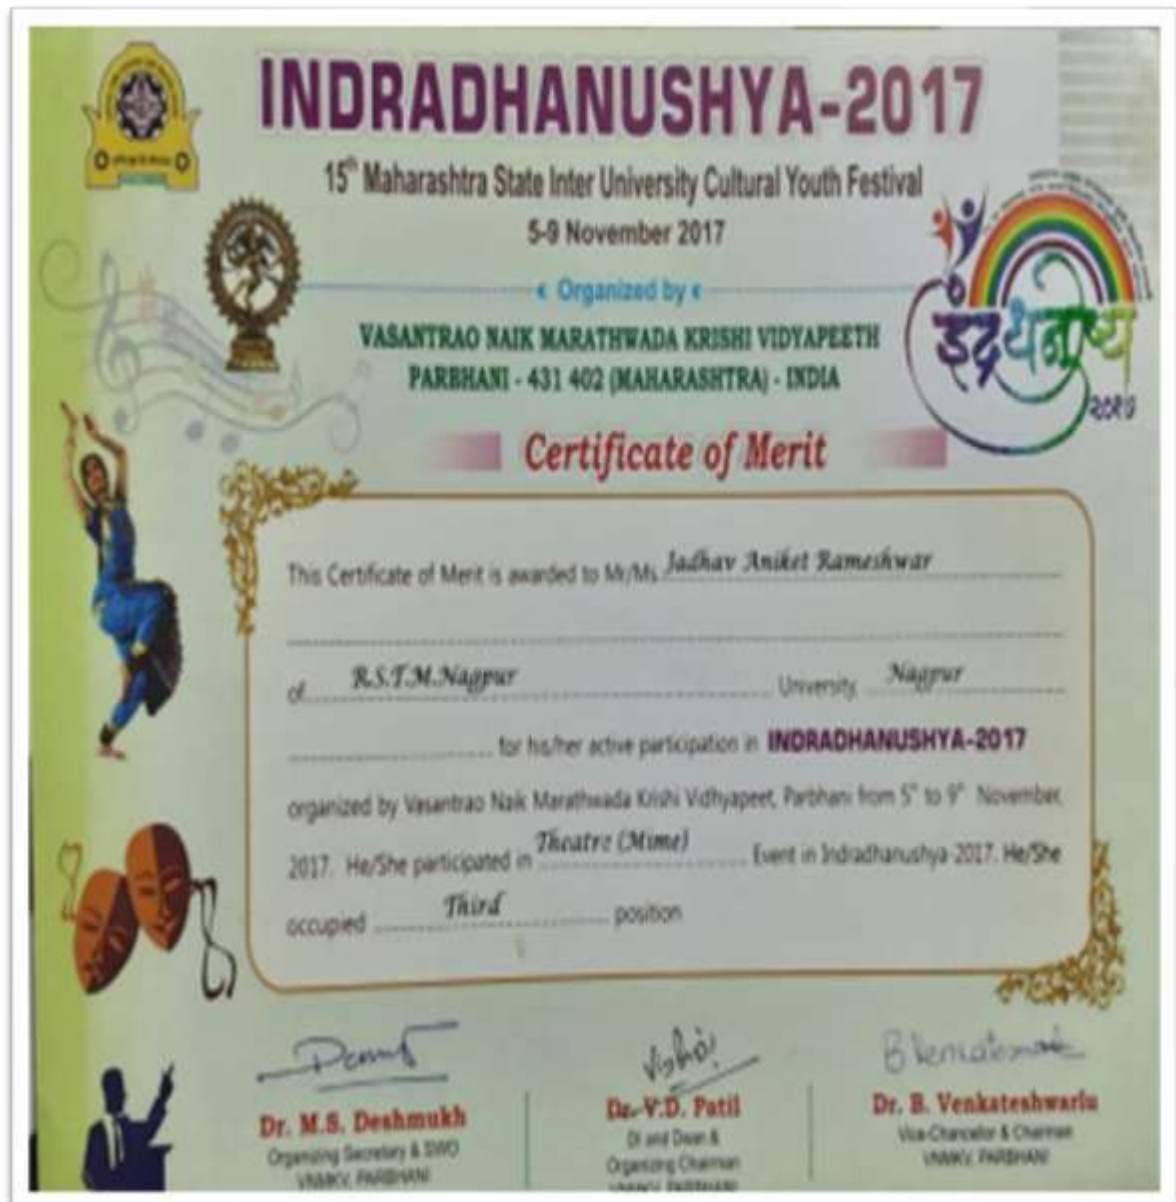 INDRADHANUSHYA-2017
15th Maharashtra State Inter University Cultural Youth Festival
5-9 November 2017
Organized by
VASANTRAO NAIK MARATHWADA KRISHI VIDYAPEETH
PARBHANI - 431 402 (MAHARASHTRA) - INDIA
इंद्रधनुष्य
२०१७
Certificate of Merit
This Certificate of Merit is awarded to Mr/Ms Jadhav Aniket Rameshwar
of R.S.T.M.Nagpur University, Nagpur
for his/her active participation in INDRADHANUSHYA-2017
organized by Vasantrao Naik Marathwada Krishi Vidhyapeet, Parbhani from 5th to 9th November,
2017. He/She participated in Theatre (Mime) Event in Indradhanushya-2017. He/She
occupied Third position
B Venkateshwarlu
Dr. M.S. Deshmukh
Organizing Secretary & SWO
VNMKV, PARBHANI
Dr. V.D. Patil
DI and Dean &
Organizing Chairman
VNMKV, PARBHANI
Dr. B. Venkateshwarlu
Vice-Chancellor & Chairman
VNMKV, PARBHANI